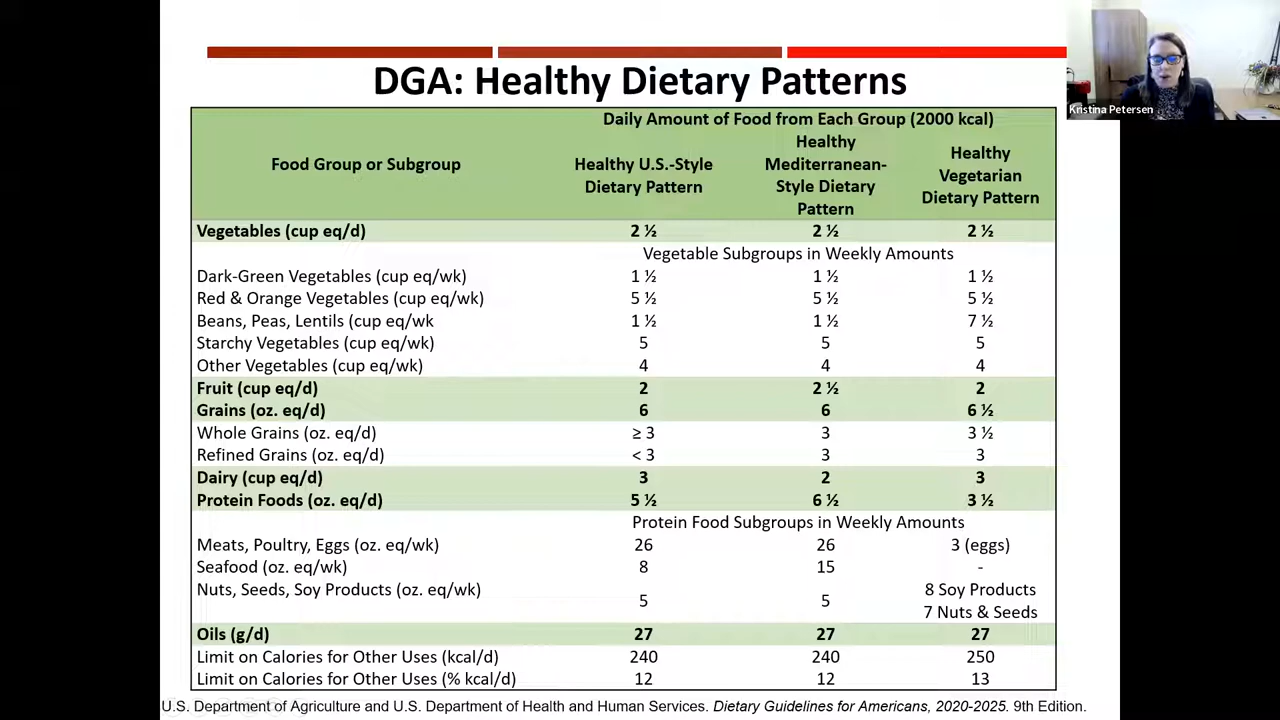 DGA: Healthy Dietary Patterns
Kristina Petersen
Daily Amount of Food from Each Group (2000 kcal)
Food Group or Subgroup
Healthy U.S.-Style
Dietary Pattern
Healthy
Mediterranean-
Style Dietary
Pattern
Healthy
Vegetarian
Dietary Pattern
Vegetables (cup eq/d) 2 ½ 2 ½ 2 ½
Vegetable Subgroups in Weekly Amounts
Dark-Green Vegetables (cup eq/wk) 1 ½ 1 ½ 1 ½
Red & Orange Vegetables (cup eq/wk) 5 ½ 5 ½ 5 ½
Beans, Peas, Lentils (cup eq/wk 1 ½ 1 ½ 7 ½
Starchy Vegetables (cup eq/wk) 5 5 5
Other Vegetables (cup eq/wk) 4 4 4
Fruit (cup eq/d) 2 2 ½ 2
Grains (oz. eq/d) 6 6 6 ½
Whole Grains (oz. eq/d) ≥ 3 3 3 ½
Refined Grains (oz. eq/d) < 3 3 3
Dairy (cup eq/d) 3 2 3
Protein Foods (oz. eq/d) 5 ½ 6 ½ 3 ½
Protein Food Subgroups in Weekly Amounts
Meats, Poultry, Eggs (oz. eq/wk) 26 26 3 (eggs)
Seafood (oz. eq/wk) 8 15 -
Nuts, Seeds, Soy Products (oz. eq/wk) 5 5 8 Soy Products
7 Nuts & Seeds
Oils (g/d) 27 27 27
Limit on Calories for Other Uses (kcal/d) 240 240 250
Limit on Calories for Other Uses (% kcal/d) 12 12 13
U.S. Department of Agriculture and U.S. Department of Health and Human Services. Dietary Guidelines for Americans, 2020-2025. 9th Edition.